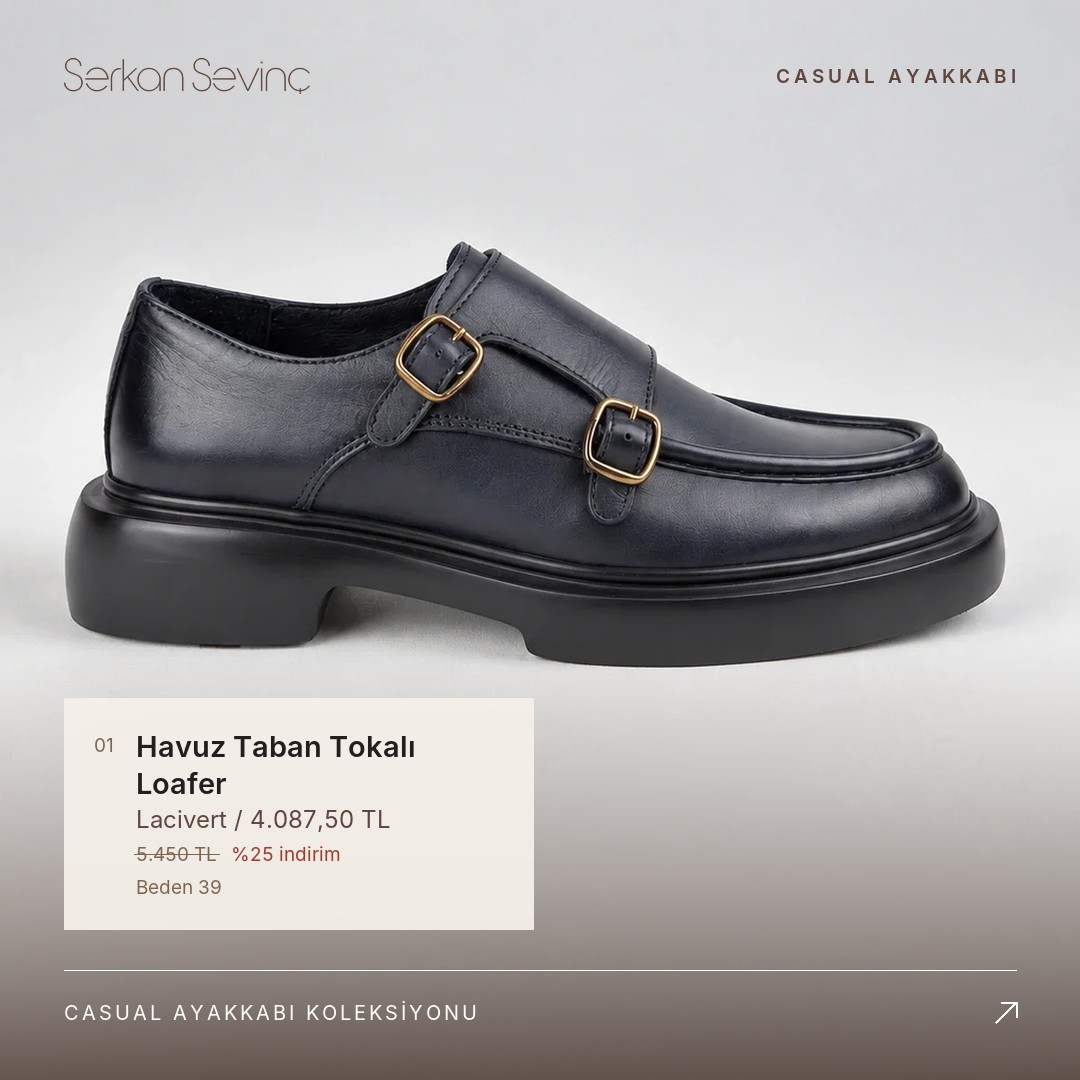 Serkan Sevinç
CASUAL AYAKKABI
01
Havuz Taban Tokalı
Loafer
Lacivert / 4.087,50 TL
5.450 TL %25 indirim
Beden 39
CASUAL AYAKKABI KOLEKSİYONU